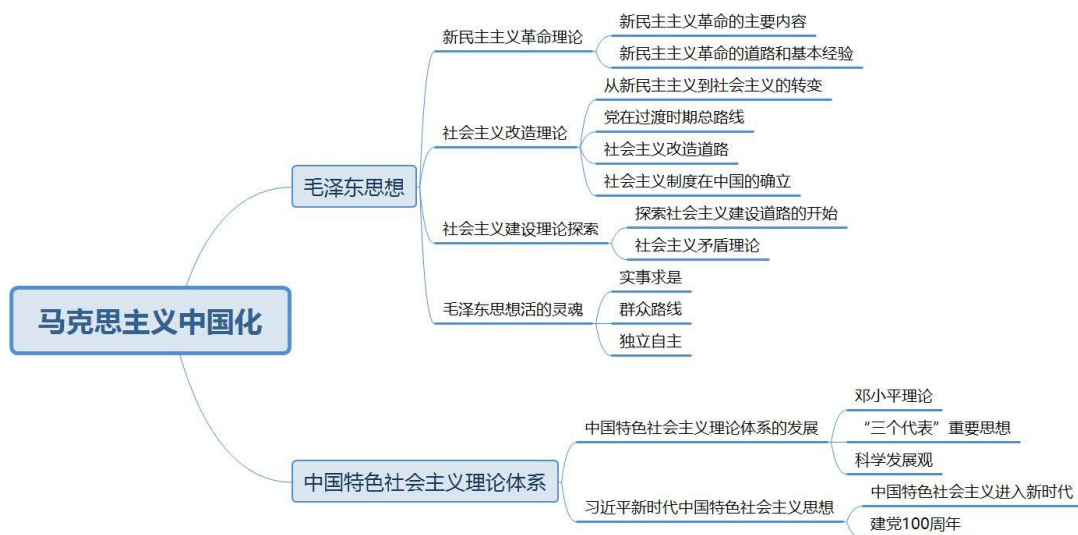 马克思主义中国化
毛泽东思想
新民主主义革命理论
新民主主义革命的主要内容
新民主主义革命的道路和基本经验
社会主义改造理论
从新民主主义到社会主义的转变
党在过渡时期总路线
社会主义改造道路
社会主义制度在中国的确立
社会主义建设理论探索
探索社会主义建设道路的开始
社会主义矛盾理论
毛泽东思想活的灵魂
实事求是
群众路线
独立自主
中国特色社会主义理论体系
中国特色社会主义理论体系的发展
邓小平理论
“三个代表”重要思想
科学发展观
习近平新时代中国特色社会主义思想
中国特色社会主义进入新时代
建党100周年